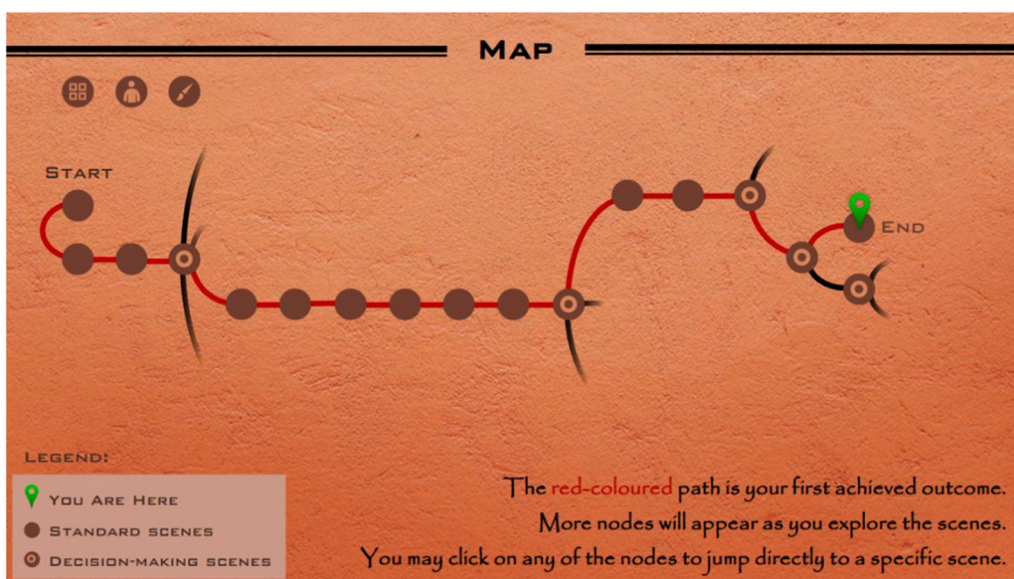 MAP
START
END
LEGEND:
YOU ARE HERE
STANDARD SCENES
DECISION-MAKING SCENES
The red-coloured path is your first achieved outcome.
More nodes will appear as you explore the scenes.
You may click on any of the nodes to jump directly to a specific scene.